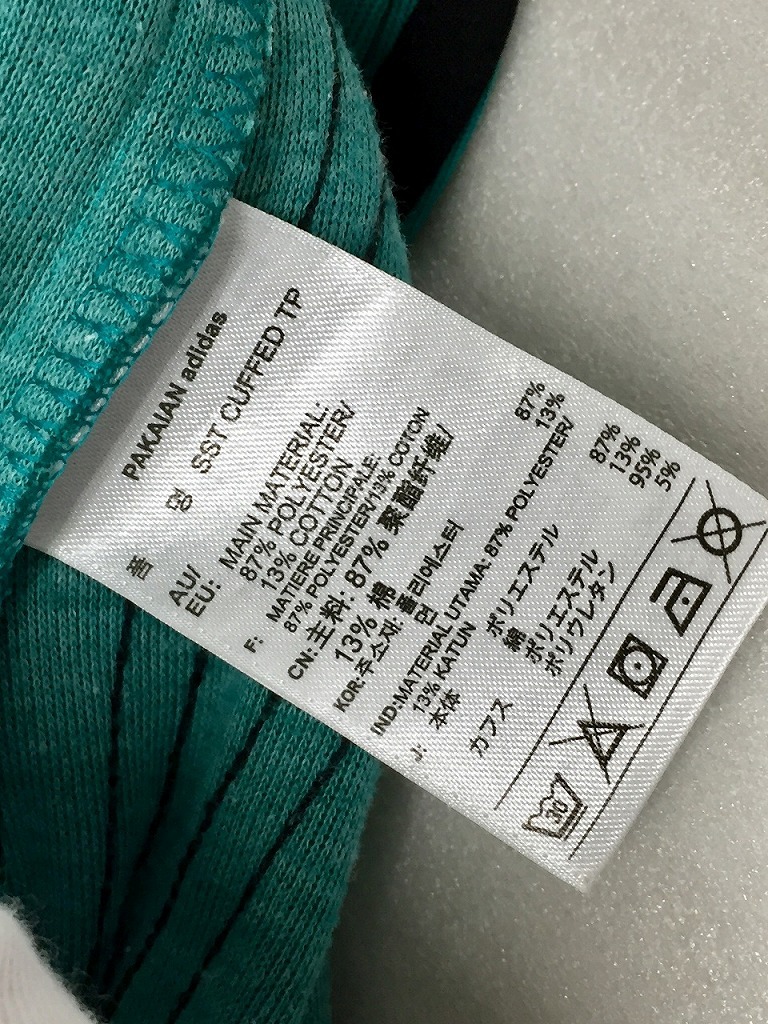 PAKAIAN adidas
품 명 SST CUFFED TP
AU/ MAIN MATERIAL:
EU: 87% POLYESTER/
13% COTTON
F: MATIERE PRINCIPALE:
87% POLYESTER/13% COTON
CN:主料: 87% 聚酯纤维/
13% 棉
KOR:주소재: 폴리에스터 87%
면 13%
IND:MATERIAL UTAMA: 87% POLYESTER/
13% KATUN
J: 本体 ポリエステル 87%
綿 13%
カフス ポリエステル 95%
ポリウレタン 5%
30